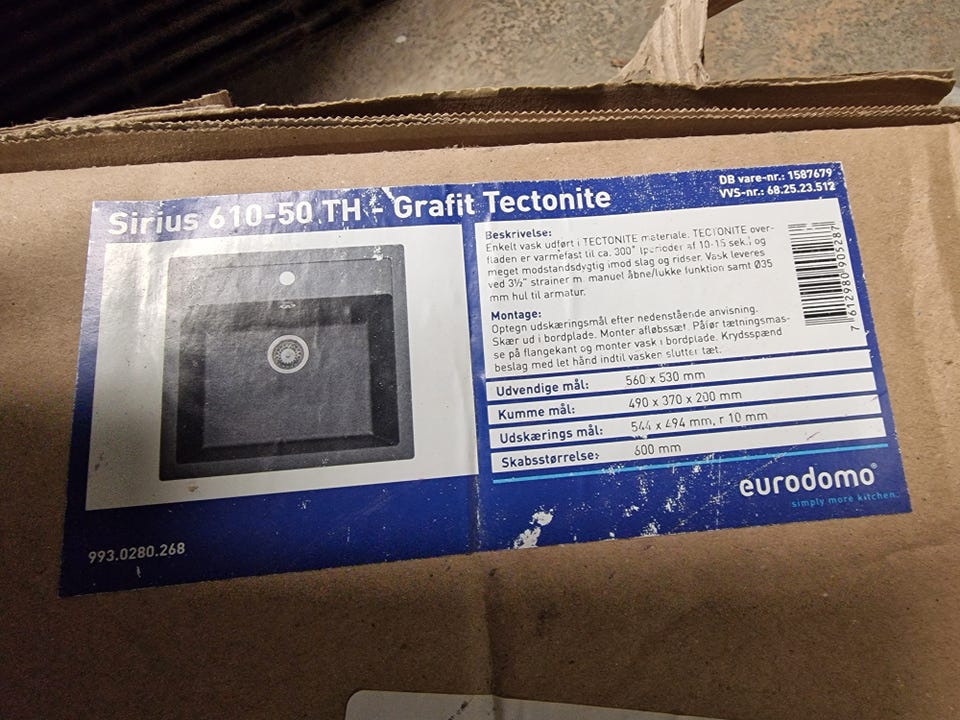 Sirius 610-50 TH - Grafit Tectonite
DB vare-nr.: 1587679
VVS-nr.: 68.25.23.512
Beskrivelse:
Enkelt vask udført i TECTONITE materiale. TECTONITE over-
fladen er varmefast til ca. 300° (perioder af 10-15 sek.) og
meget modstandsdygtig imod slag og ridser. Vask leveres
ved 3½" strainer m. manuel åbne/lukke funktion samt Ø35
mm hul til armatur.
Montage:
Optegn udskæringsmål efter nedenstående anvisning.
Skær ud i bordplade. Monter afløbssæt. Påfør tætningsmas-
se på flangekant og monter vask i bordplade. Krydsspænd
beslag med let hånd indtil vasken slutter tæt.
7 612980 905287
Udvendige mål: 560 x 530 mm
Kumme mål: 490 x 370 x 200 mm
Udskærings mål: 544 x 494 mm, r 10 mm
Skabsstørrelse: 600 mm
eurodomo®
simply more kitchen.
993.0280.268